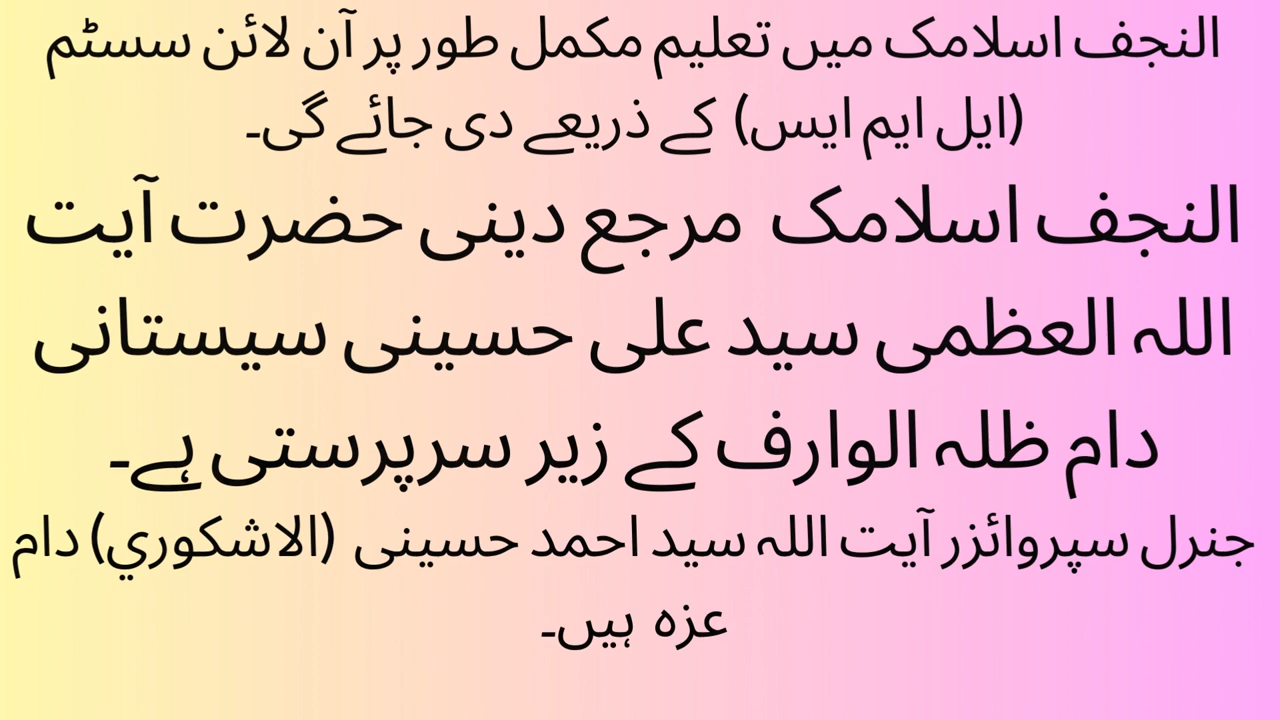 النجف اسلامک میں تعلیم مکمل طور پر آن لائن سسٹم
(ایل ایم ایس) کے ذریعے دی جائے گی۔
النجف اسلامک مرجع دینی حضرت آیت
اللہ العظمی سید علی حسینی سیستانی
دام ظلہ الوارف کے زیر سرپرستی ہے۔
جنرل سپروائزر آیت اللہ سید احمد حسینی (الاشكوري) دام
عزہ ہیں۔